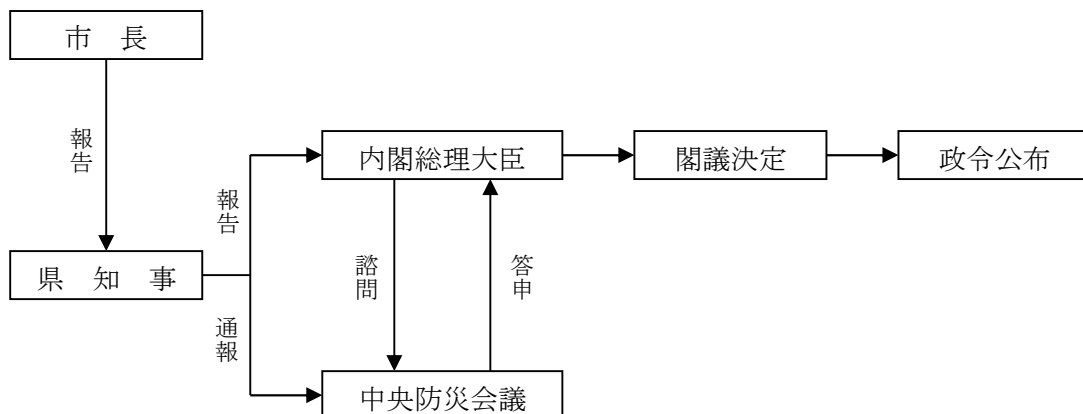 市　長
報告
内閣総理大臣
閣議決定
政令公布
報告
県　知　事
諮問
答申
通報
中央防災会議